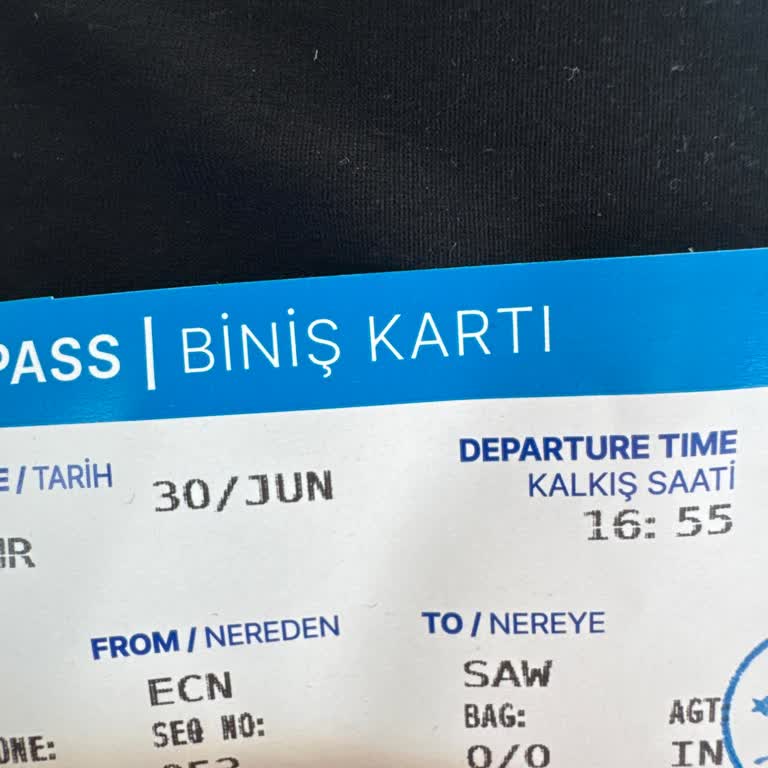 PASS | BİNİŞ KARTI
/ TARİH 30/JUN
DEPARTURE TIME
KALKIŞ SAATİ
16: 55
FROM / NEREDEN
ECN
TO / NEREYE
SAW
SEQ NO:
BAG:
0/0
AGT
IN